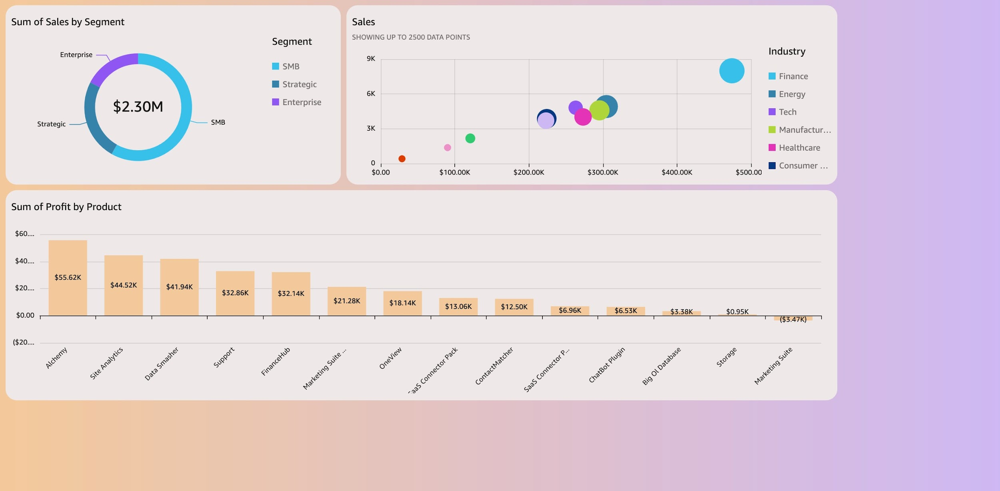 Sum of Sales by Segment
Enterprise
Strategic
SMB
$2.30M
Segment
SMB
Strategic
Enterprise
Sales
SHOWING UP TO 2500 DATA POINTS
9K
6K
3K
0
$0.00
$100.00K
$200.00K
$300.00K
$400.00K
$500.00
Industry
Finance
Energy
Tech
Manufactur...
Healthcare
Consumer ...
Sum of Profit by Product
$60....
$40....
$20....
$0.00
($20....
$55.62K
$44.52K
$41.94K
$32.86K
$32.14K
$21.28K
$18.14K
$13.06K
$12.50K
$6.96K
$6.53K
$3.38K
$0.95K
($3.47K)
Alchemy
Site Analytics
Data Smasher
Support
FinanceHub
Marketing Suite ...
OneView
SaaS Connector Pack
ContactMatcher
SaaS Connector P...
ChatBot Plugin
Big Ol Database
Storage
Marketing Suite